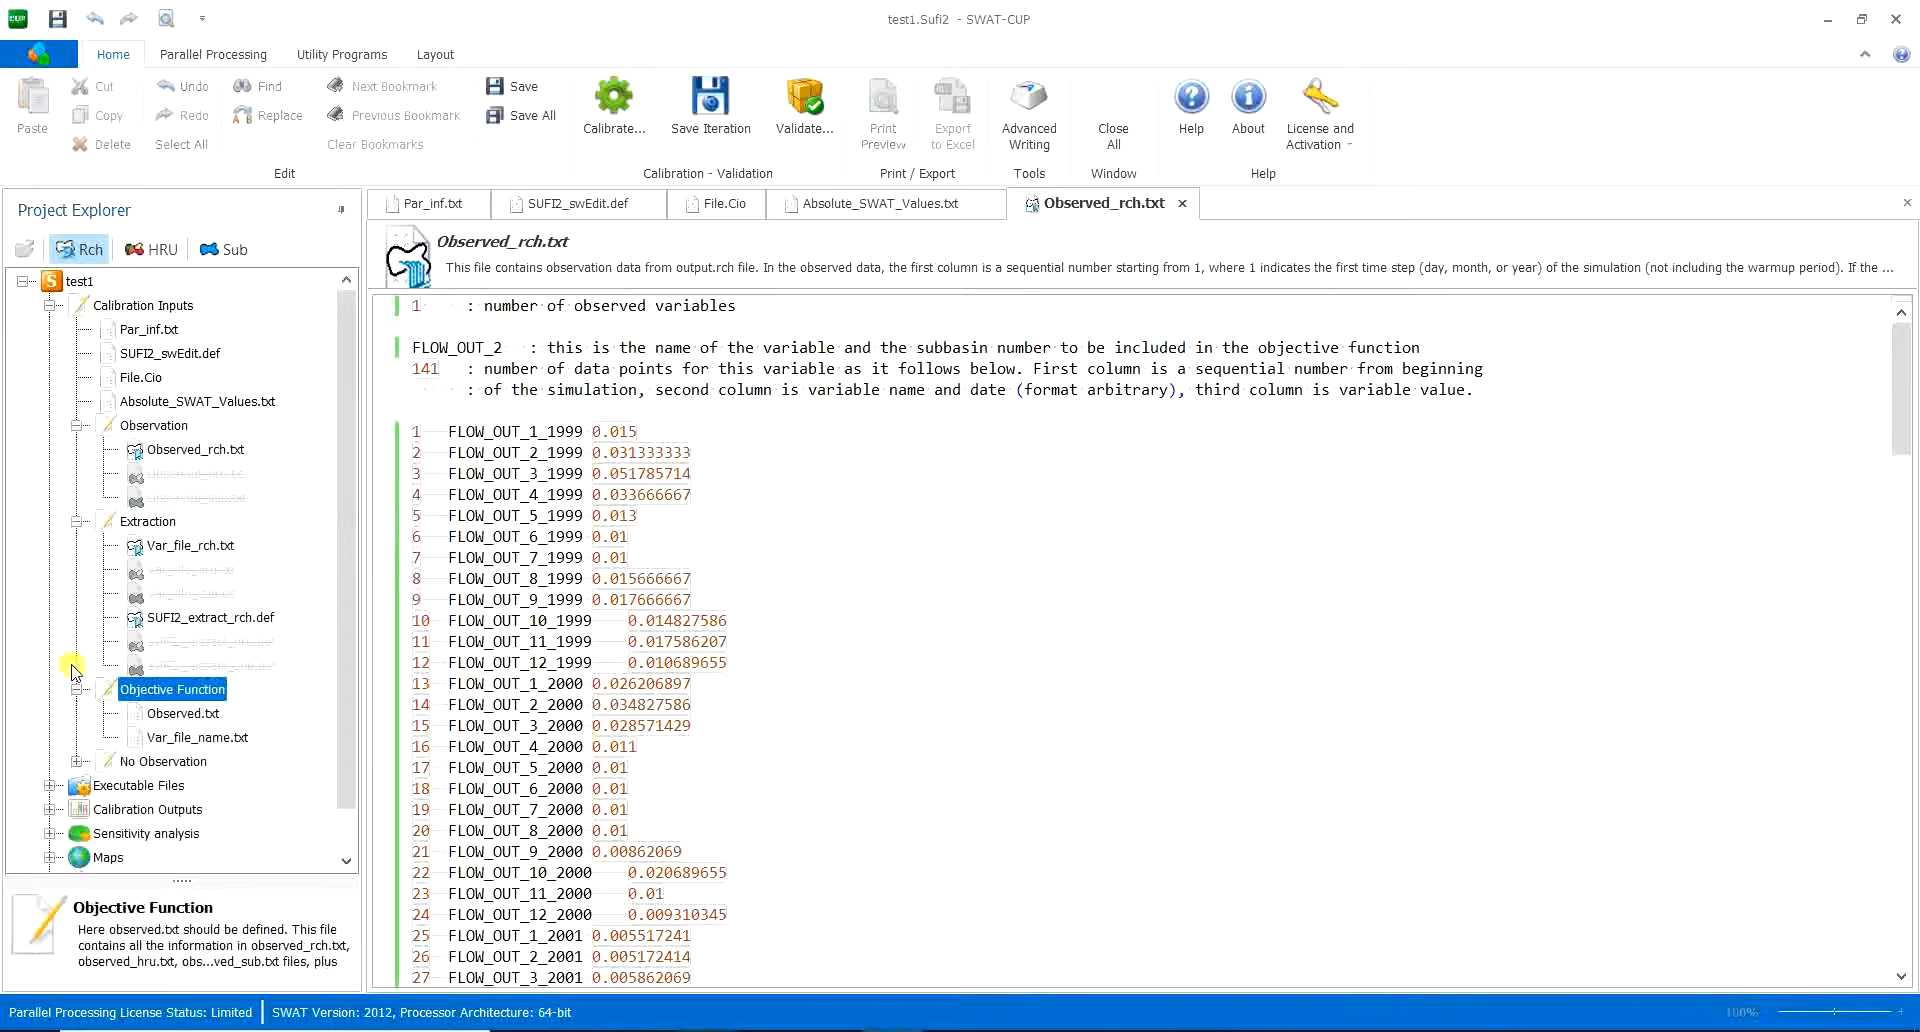 test1.Sufi2 - SWAT-CUP
Home Parallel Processing Utility Programs Layout
Paste
Cut
Copy
Delete
Undo
Redo
Select All
Find
Replace
Next Bookmark
Previous Bookmark
Clear Bookmarks
Save
Save All
Edit
Calibrate...
Save Iteration
Validate...
Calibration - Validation
Print
Preview
Export
to Excel
Print / Export
Advanced
Writing
Tools
Close
All
Window
Help
About
License and
Activation
Help
Project Explorer
Rch HRU Sub
test1
Calibration Inputs
Par_inf.txt
SUFI2_swEdit.def
File.Cio
Absolute_SWAT_Values.txt
Observation
Observed_rch.txt
Extraction
Var_file_rch.txt
SUFI2_extract_rch.def
Objective Function
Observed.txt
Var_file_name.txt
No Observation
Executable Files
Calibration Outputs
Sensitivity analysis
Maps
Objective Function
Here observed.txt should be defined. This file
contains all the information in observed_rch.txt,
observed_hru.txt, obs...ved_sub.txt files, plus
Par_inf.txt SUFI2_swEdit.def File.Cio Absolute_SWAT_Values.txt Observed_rch.txt
Observed_rch.txt
This file contains observation data from output.rch file. In the observed data, the first column is a sequential number starting from 1, where 1 indicates the first time step (day, month, or year) of the simulation (not including the warmup period). If the ...
1 : number of observed variables
FLOW_OUT_2 : this is the name of the variable and the subbasin number to be included in the objective function
141 : number of data points for this variable as it follows below. First column is a sequential number from beginning
: of the simulation, second column is variable name and date (format arbitrary), third column is variable value.
1 FLOW_OUT_1_1999 0.015
2 FLOW_OUT_2_1999 0.031333333
3 FLOW_OUT_3_1999 0.051785714
4 FLOW_OUT_4_1999 0.033666667
5 FLOW_OUT_5_1999 0.013
6 FLOW_OUT_6_1999 0.01
7 FLOW_OUT_7_1999 0.01
8 FLOW_OUT_8_1999 0.015666667
9 FLOW_OUT_9_1999 0.017666667
10 FLOW_OUT_10_1999 0.014827586
11 FLOW_OUT_11_1999 0.017586207
12 FLOW_OUT_12_1999 0.010689655
13 FLOW_OUT_1_2000 0.026206897
14 FLOW_OUT_2_2000 0.034827586
15 FLOW_OUT_3_2000 0.028571429
16 FLOW_OUT_4_2000 0.011
17 FLOW_OUT_5_2000 0.01
18 FLOW_OUT_6_2000 0.01
19 FLOW_OUT_7_2000 0.01
20 FLOW_OUT_8_2000 0.01
21 FLOW_OUT_9_2000 0.00862069
22 FLOW_OUT_10_2000 0.020689655
23 FLOW_OUT_11_2000 0.01
24 FLOW_OUT_12_2000 0.009310345
25 FLOW_OUT_1_2001 0.005517241
26 FLOW_OUT_2_2001 0.005172414
27 FLOW_OUT_3_2001 0.005862069
Parallel Processing License Status: Limited SWAT Version: 2012, Processor Architecture: 64-bit
100%